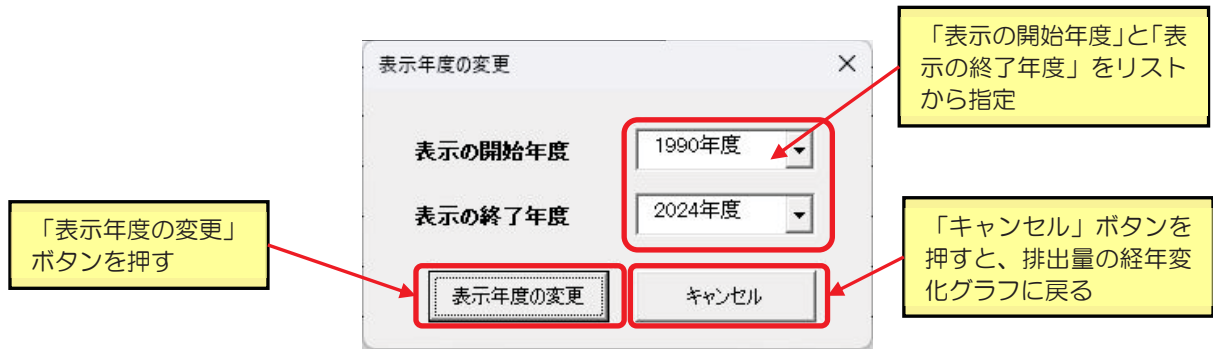 「表示の開始年度」と「表
示の終了年度」をリスト
から指定
表示年度の変更
表示の開始年度
1990年度
表示の終了年度
2024年度
「表示年度の変更」
ボタンを押す
「キャンセル」ボタンを
押すと、排出量の経年変
化グラフに戻る
表示年度の変更
キャンセル